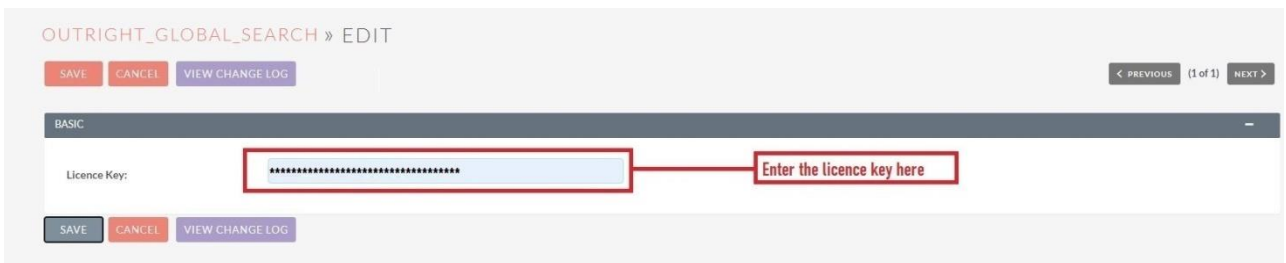 OUTRIGHT_GLOBAL_SEARCH » EDIT
SAVE CANCEL VIEW CHANGE LOG < PREVIOUS (1 of 1) NEXT >
BASIC –
Licence Key: *********************************** Enter the licence key here
SAVE CANCEL VIEW CHANGE LOG